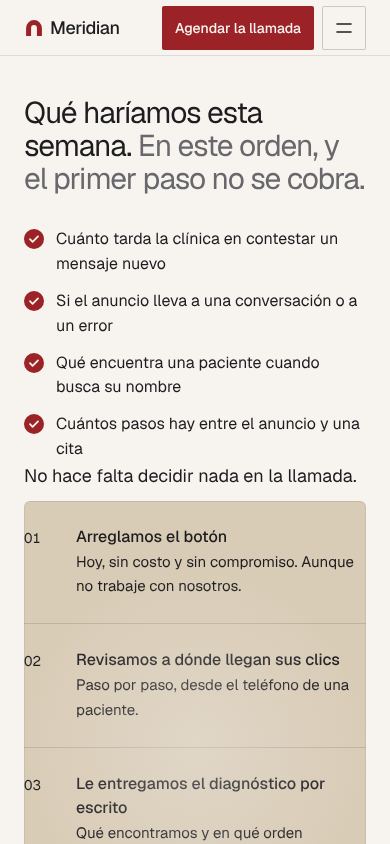 Meridian
Agendar la llamada
Qué haríamos esta
semana. En este orden, y
el primer paso no se cobra.
Cuánto tarda la clínica en contestar un
mensaje nuevo
Si el anuncio lleva a una conversación o a
un error
Qué encuentra una paciente cuando
busca su nombre
Cuántos pasos hay entre el anuncio y una
cita
No hace falta decidir nada en la llamada.
01
Arreglamos el botón
Hoy, sin costo y sin compromiso. Aunque
no trabaje con nosotros.
02
Revisamos a dónde llegan sus clics
Paso por paso, desde el teléfono de una
paciente.
03
Le entregamos el diagnóstico por
escrito
Qué encontramos y en qué orden